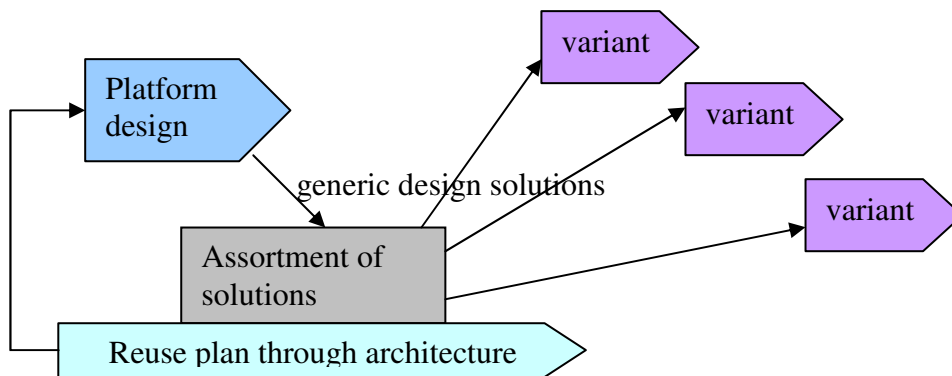 variant
Platform
design
variant
generic design solutions
variant
Assortment of
solutions
Reuse plan through architecture